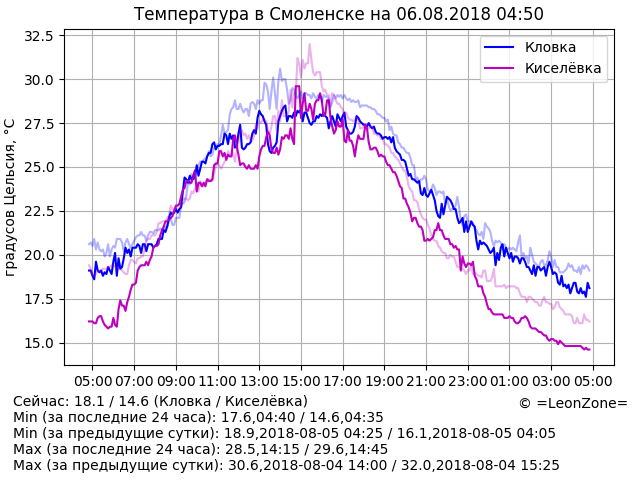 Температура в Смоленске на 06.08.2018 04:50
Кловка
Киселёвка
градусов Цельсия, °C
32.5
30.0
27.5
25.0
22.5
20.0
17.5
15.0
05:00 07:00 09:00 11:00 13:00 15:00 17:00 19:00 21:00 23:00 01:00 03:00 05:00
Сейчас: 18.1 / 14.6 (Кловка / Киселёвка)
© =LeonZone=
Min (за последние 24 часа): 17.6,04:40 / 14.6,04:35
Min (за предыдущие сутки): 18.9,2018-08-05 04:25 / 16.1,2018-08-05 04:05
Max (за последние 24 часа): 28.5,14:15 / 29.6,14:45
Max (за предыдущие сутки): 30.6,2018-08-04 14:00 / 32.0,2018-08-04 15:25